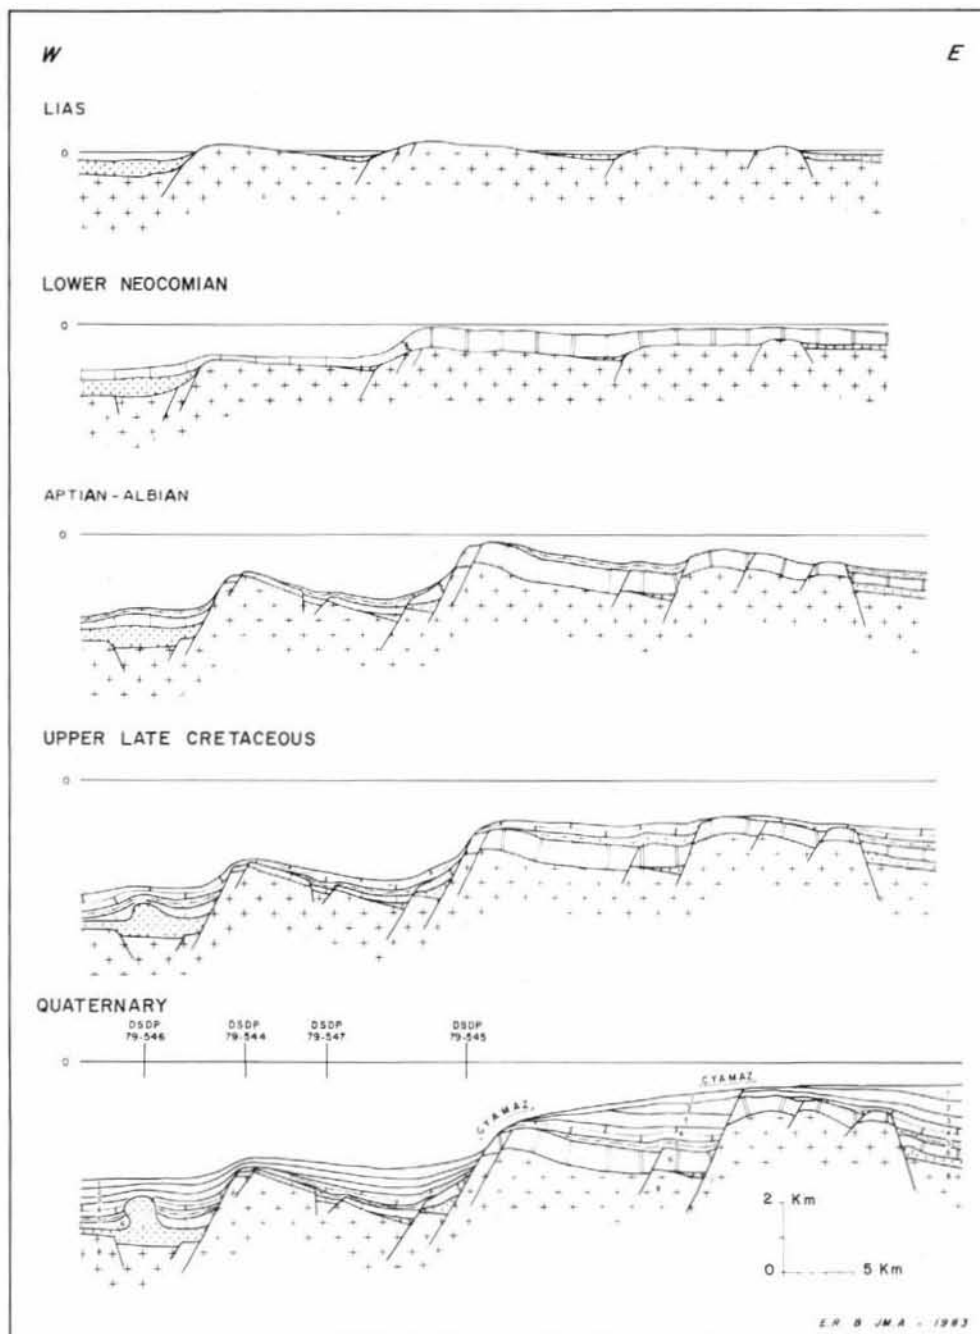 W E
LIAS
0
LOWER NEOCOMIAN
0
APTIAN-ALBIAN
0
UPPER LATE CRETACEOUS
0
QUATERNARY
DSDP DSDP DSDP DSDP
79-546 79-544 79-547 79-545
0
CYAMAZ.
CYAMAZ.
2 Km
0 5 Km
E.R. & J.M.A - 1983